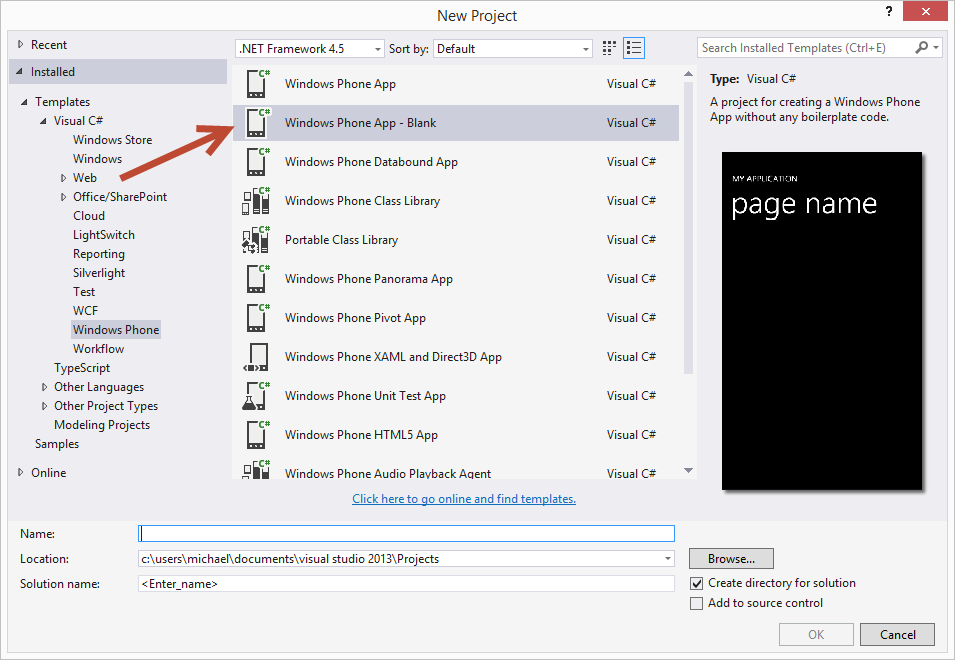 New Project
?
Recent
Installed
Templates
Visual C#
Windows Store
Windows
Web
Office/SharePoint
Cloud
LightSwitch
Reporting
Silverlight
Test
WCF
Windows Phone
Workflow
TypeScript
Other Languages
Other Project Types
Modeling Projects
Samples
Online
.NET Framework 4.5 Sort by: Default
C# Windows Phone App Visual C#
C# Windows Phone App - Blank Visual C#
C# Windows Phone Databound App Visual C#
C# Windows Phone Class Library Visual C#
C# Portable Class Library Visual C#
C# Windows Phone Panorama App Visual C#
C# Windows Phone Pivot App Visual C#
Windows Phone XAML and Direct3D App Visual C#
C# Windows Phone Unit Test App Visual C#
C# Windows Phone HTML5 App Visual C#
C# Windows Phone Audio Playback Agent Visual C#
Click here to go online and find templates.
Search Installed Templates (Ctrl+E)
Type: Visual C#
A project for creating a Windows Phone
App without any boilerplate code.
MY APPLICATION
page name
Name:
Location: c:\users\michael\documents\visual studio 2013\Projects Browse...
Solution name: <Enter_name> Create directory for solution
Add to source control
OK Cancel